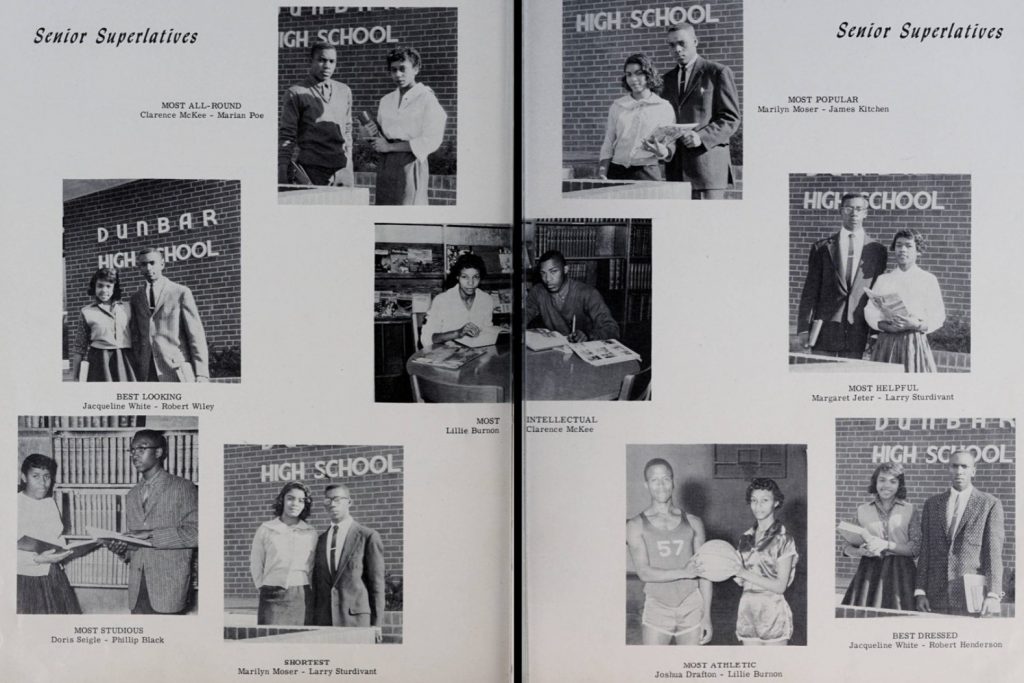 Senior Superlatives
DUNBAR
HIGH SCHOOL
MOST ALL-ROUND
Clarence McKee - Marian Poe
DUNBAR
HIGH SCHOOL
BEST LOOKING
Jacqueline White - Robert Wiley
MOST
Lillie Burnon
MOST STUDIOUS
Doris Seigle - Phillip Black
HIGH SCHOOL
SHORTEST
Marilyn Moser - Larry Sturdivant
Senior Superlatives
HIGH SCHOOL
MOST POPULAR
Marilyn Moser - James Kitchen
HIGH SCHOOL
MOST HELPFUL
Margaret Jeter - Larry Sturdivant
INTELLECTUAL
Clarence McKee
57
MOST ATHLETIC
Joshua Drafton - Lillie Burnon
DUNBAR
HIGH SCHOOL
BEST DRESSED
Jacqueline White - Robert Henderson